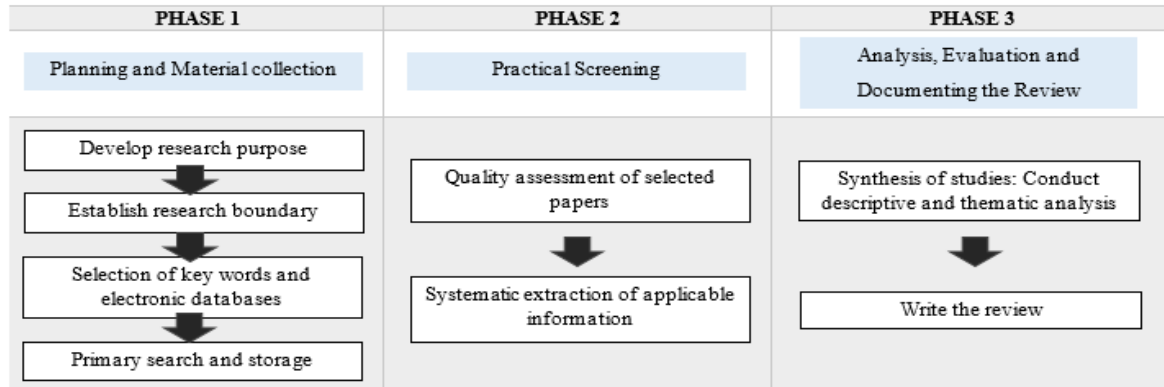 PHASE 1
Planning and Material collection
Develop research purpose
Establish research boundary
Selection of key words and
electronic databases
Primary search and storage
PHASE 2
Practical Screening
Quality assessment of selected
papers
Systematic extraction of applicable
information
PHASE 3
Analysis, Evaluation and
Documenting the Review
Synthesis of studies: Conduct
descriptive and thematic analysis
Write the review